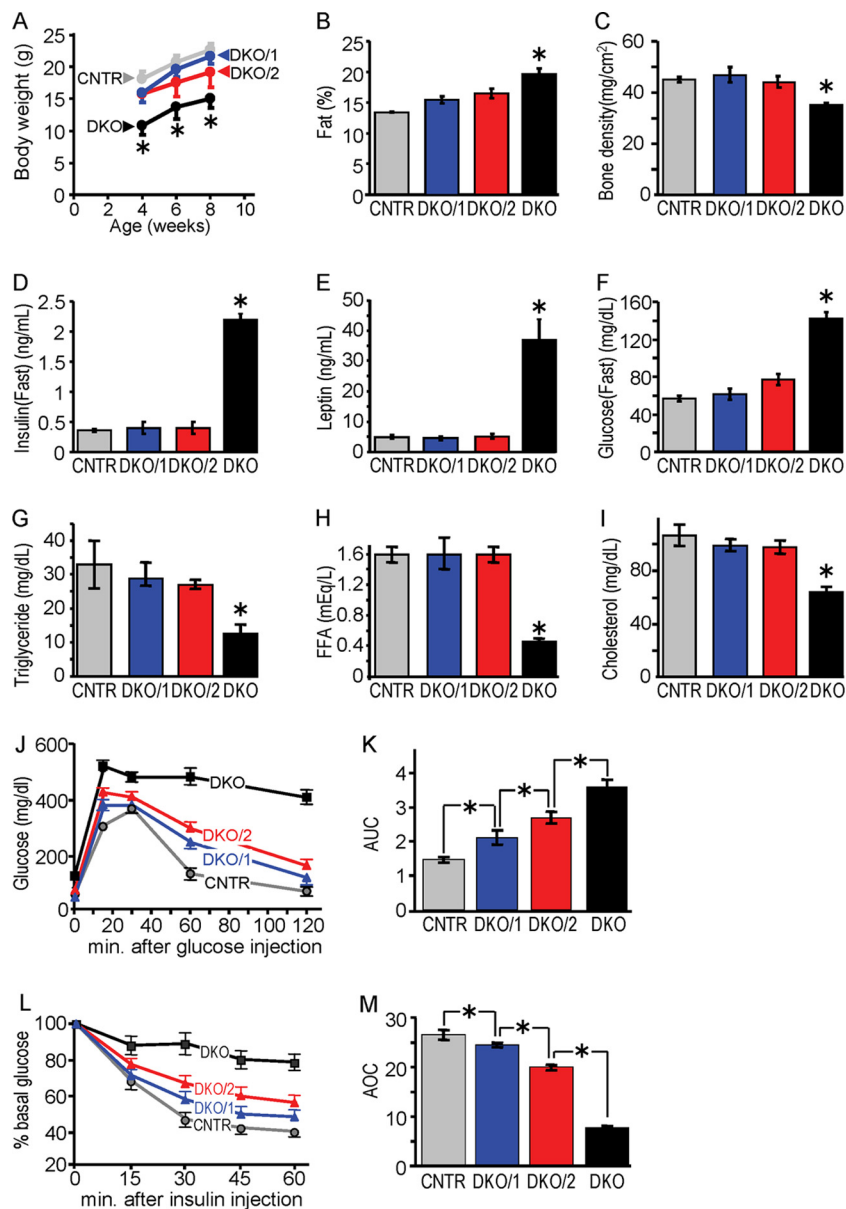 A
Body weight (g)
25
20
15
10
5
0
CNTR
DKO/1
DKO/2
DKO
*
*
*
0 2 4 6 8 10
Age (weeks)
B
Fat (%)
25
20
15
10
5
0
*
CNTR DKO/1 DKO/2 DKO
C
Bone density(mg/cm²)
60
40
20
0
*
CNTR DKO/1 DKO/2 DKO
D
Insulin(Fast) (ng/mL)
2.5
2
1.5
1
0.5
0
*
CNTR DKO/1 DKO/2 DKO
E
Leptin (ng/mL)
50
40
30
20
10
0
*
CNTR DKO/1 DKO/2 DKO
F
Glucose(Fast) (mg/dL)
160
120
80
40
0
*
CNTR DKO/1 DKO/2 DKO
G
Triglyceride (mg/dL)
40
30
20
10
0
*
CNTR DKO/1 DKO/2 DKO
H
FFA (mEq/L)
1.6
1.2
0.8
0.4
0
*
CNTR DKO/1 DKO/2 DKO
I
Cholesterol (mg/dL)
120
80
40
0
*
CNTR DKO/1 DKO/2 DKO
J
Glucose (mg/dl)
600
400
200
0
DKO
DKO/2
DKO/1
CNTR
0 20 40 60 80 100 120
min. after glucose injection
K
AUC
4
3
2
1
0
* * *
CNTR DKO/1 DKO/2 DKO
L
% basal glucose
100
80
60
40
20
DKO
DKO/2
DKO/1
CNTR
0 15 30 45 60
min. after insulin injection
M
AOC
30
20
10
0
* * *
CNTR DKO/1 DKO/2 DKO